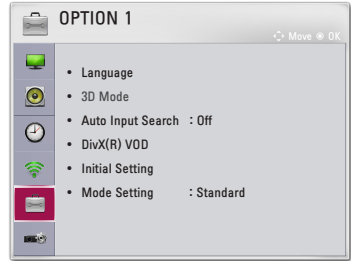 OPTION 1
Move OK
• Language
• 3D Mode
• Auto Input Search : Off
• DivX(R) VOD
• Initial Setting
• Mode Setting : Standard